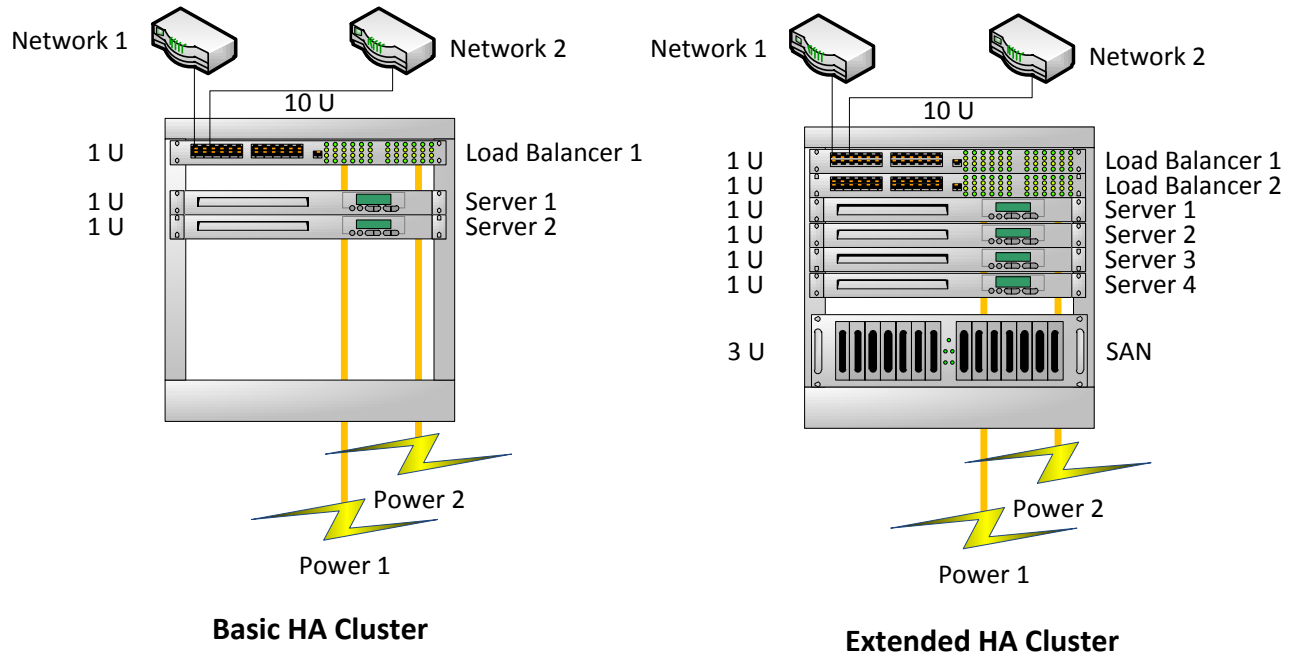 Network 1
Network 2
10 U
1 U
Load Balancer 1
1 U
Server 1
1 U
Server 2
Power 2
Power 1
Basic HA Cluster
Network 1
Network 2
10 U
1 U
Load Balancer 1
1 U
Load Balancer 2
1 U
Server 1
1 U
Server 2
1 U
Server 3
1 U
Server 4
3 U
SAN
Power 2
Power 1
Extended HA Cluster